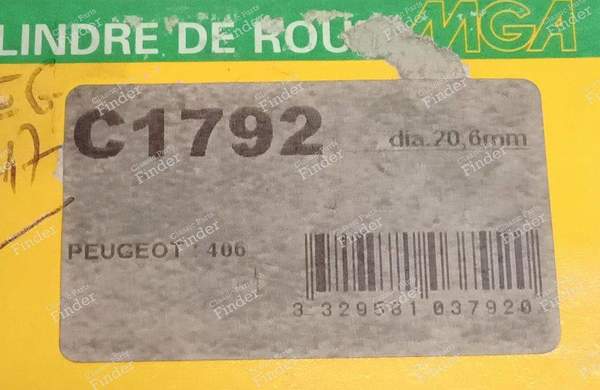 LINDRE DE ROU MGA
C1792 dia.20,6mm
PEUGEOT : 406
3 329581 037920